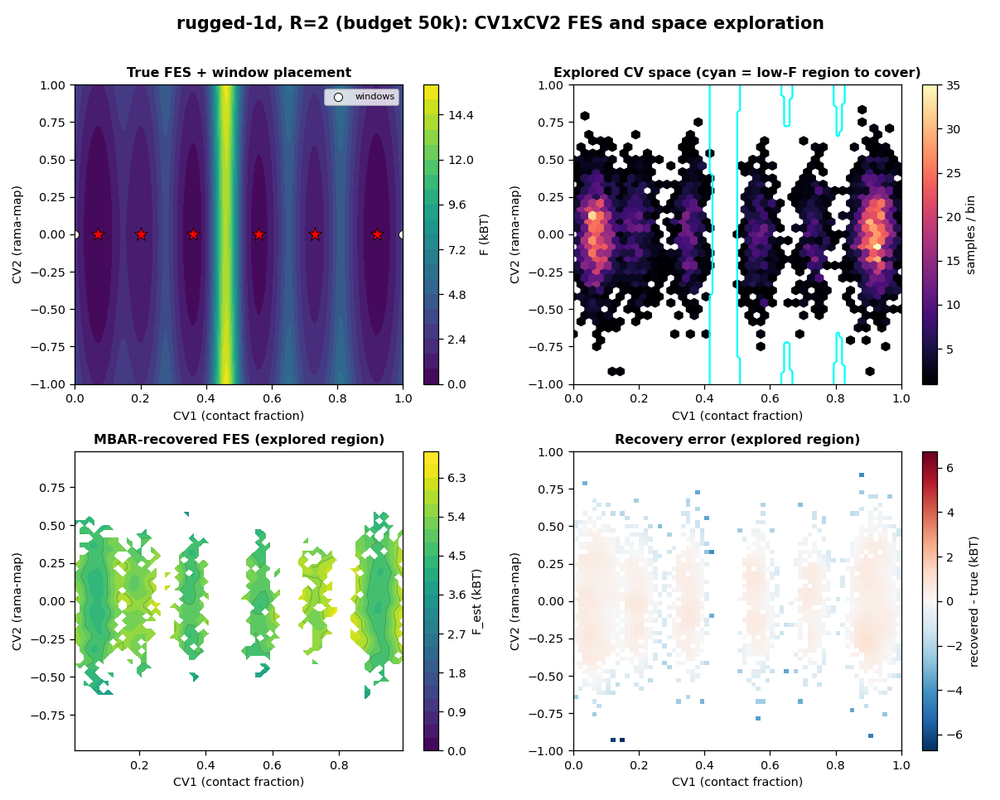 rugged-1d, R=2 (budget 50k): CV1xCV2 FES and space exploration
True FES + window placement
1.00
0.75
0.50
0.25
0.00
−0.25
−0.50
−0.75
−1.00
CV2 (rama-map)
windows
0.0 0.2 0.4 0.6 0.8 1.0
CV1 (contact fraction)
14.4
12.0
9.6
7.2
4.8
2.4
0.0
F (kBT)
Explored CV space (cyan = low-F region to cover)
1.00
0.75
0.50
0.25
0.00
−0.25
−0.50
−0.75
−1.00
CV2 (rama-map)
0.0 0.2 0.4 0.6 0.8 1.0
CV1 (contact fraction)
35
30
25
20
15
10
5
samples / bin
MBAR-recovered FES (explored region)
0.75
0.50
0.25
0.00
−0.25
−0.50
−0.75
CV2 (rama-map)
0.2 0.4 0.6 0.8
CV1 (contact fraction)
6.3
5.4
4.5
3.6
2.7
1.8
0.9
0.0
F_est (kBT)
Recovery error (explored region)
1.00
0.75
0.50
0.25
0.00
−0.25
−0.50
−0.75
−1.00
CV2 (rama-map)
0.0 0.2 0.4 0.6 0.8 1.0
CV1 (contact fraction)
6
4
2
0
−2
−4
−6
recovered - true (kBT)